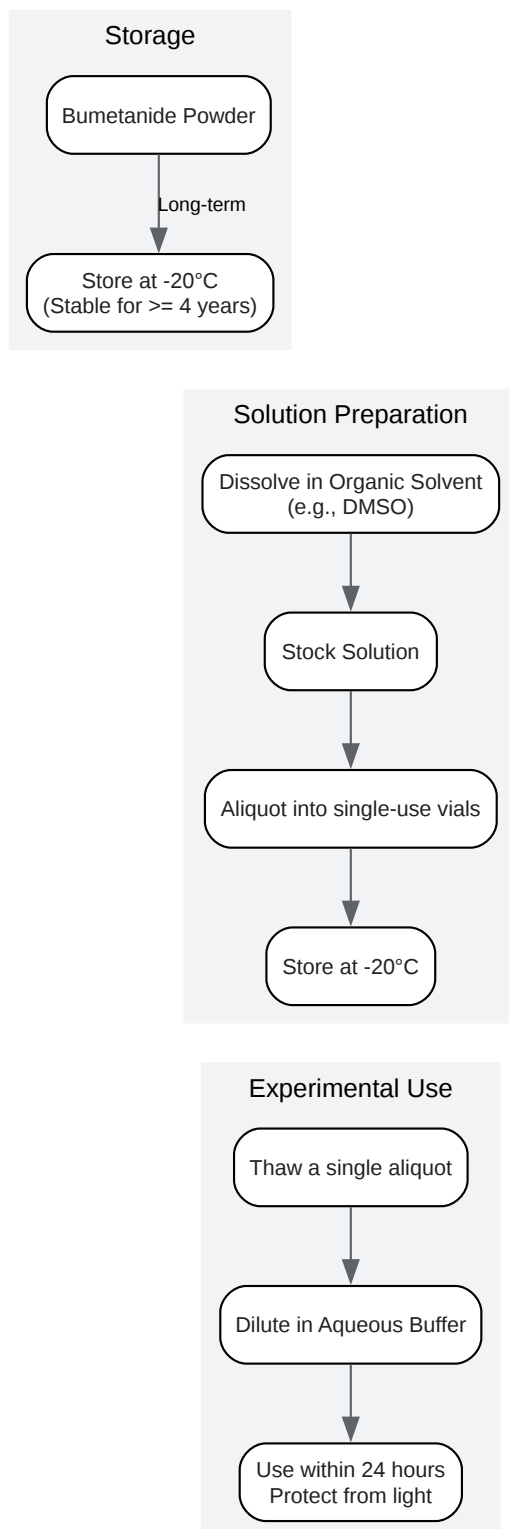 Storage
Bumetanide Powder
Long-term
Store at -20°C
(Stable for >= 4 years)
Solution Preparation
Dissolve in Organic Solvent
(e.g., DMSO)
Stock Solution
Aliquot into single-use vials
Store at -20°C
Experimental Use
Thaw a single aliquot
Dilute in Aqueous Buffer
Use within 24 hours
Protect from light